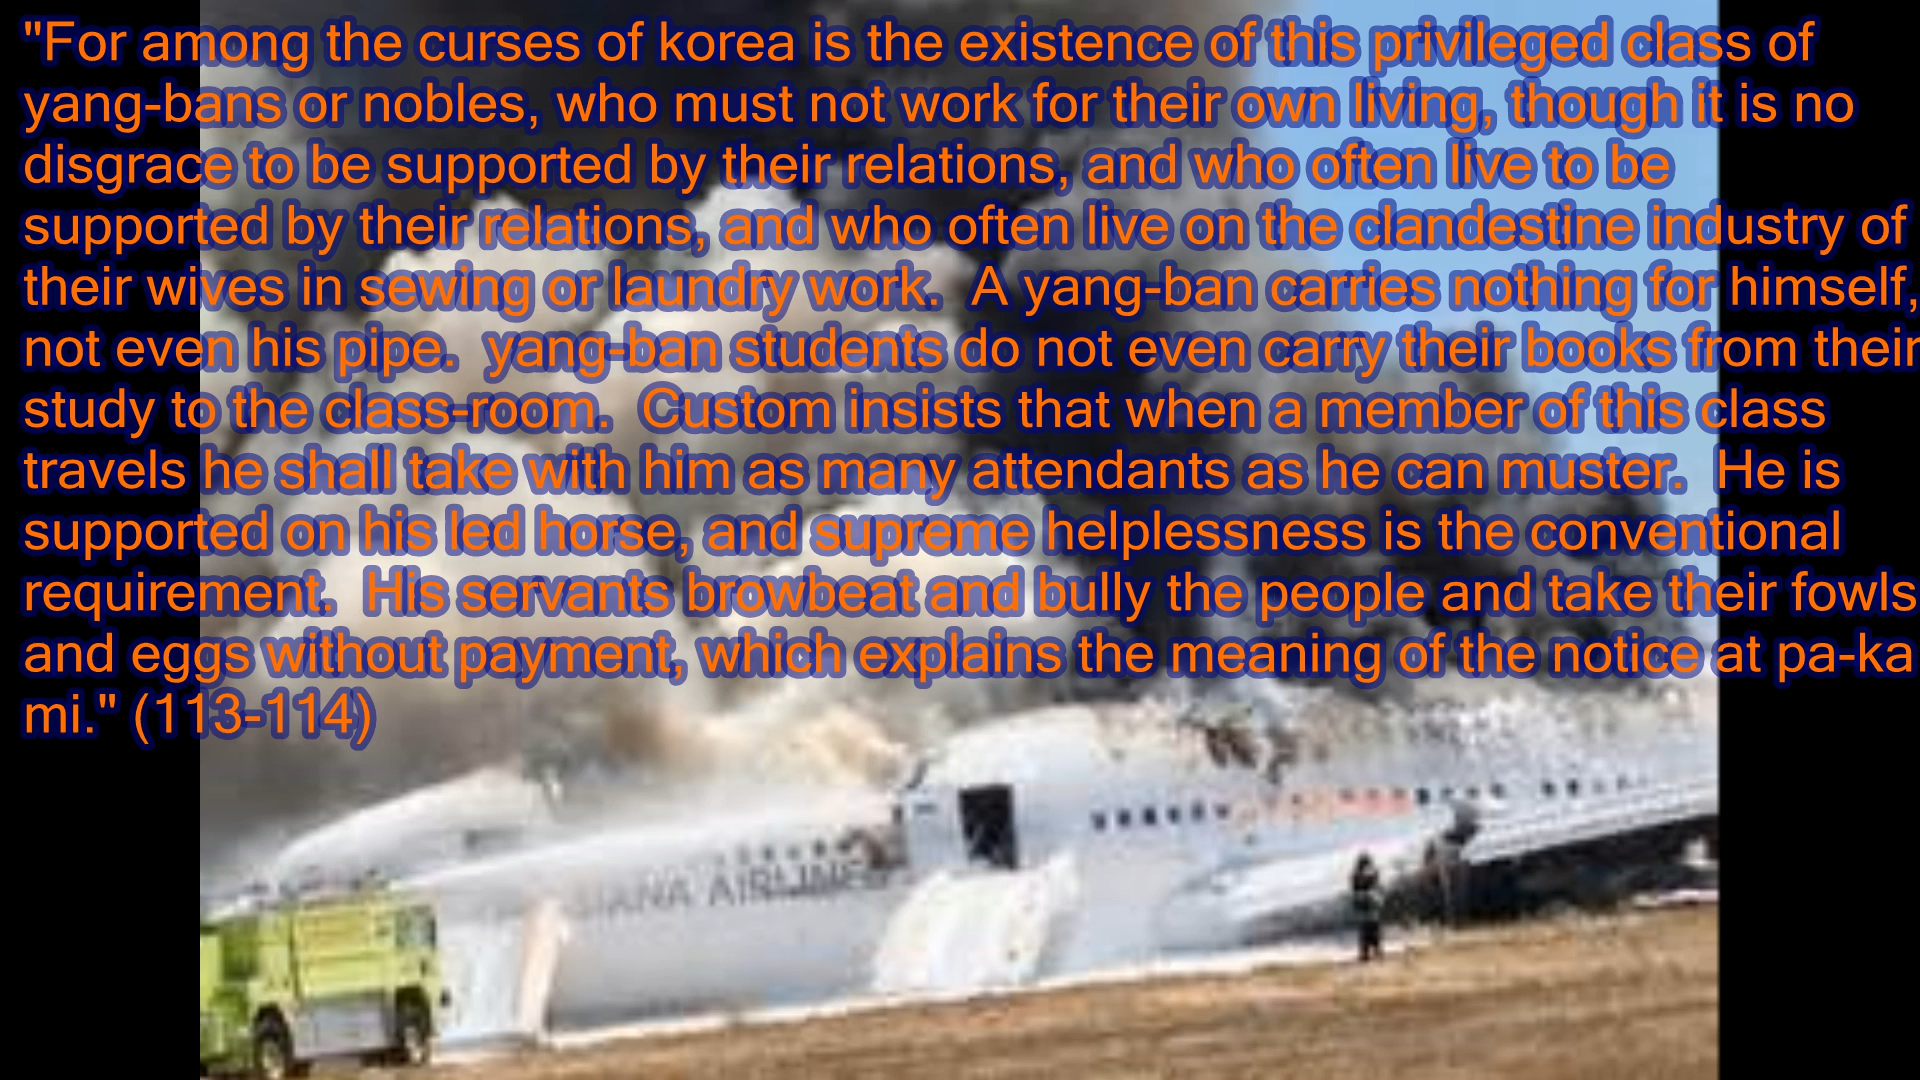 "For among the curses of korea is the existence of this privileged class of
yang-bans or nobles, who must not work for their own living, though it is no
disgrace to be supported by their relations, and who often live to be
supported by their relations, and who often live on the clandestine industry of
their wives in sewing or laundry work.  A yang-ban carries nothing for himself,
not even his pipe.  yang-ban students do not even carry their books from their
study to the class-room.  Custom insists that when a member of this class
travels he shall take with him as many attendants as he can muster.  He is
supported on his led horse, and supreme helplessness is the conventional
requirement.  His servants browbeat and bully the people and take their fowls
and eggs without payment, which explains the meaning of the notice at pa-ka
mi." (113-114)
AIRLINES